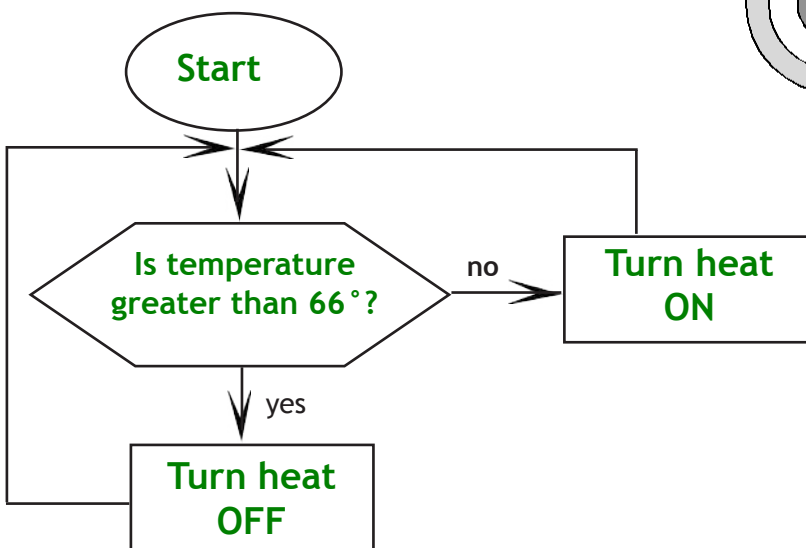 Start
Is temperature
greater than 66°?
no
Turn heat
ON
yes
Turn heat
OFF